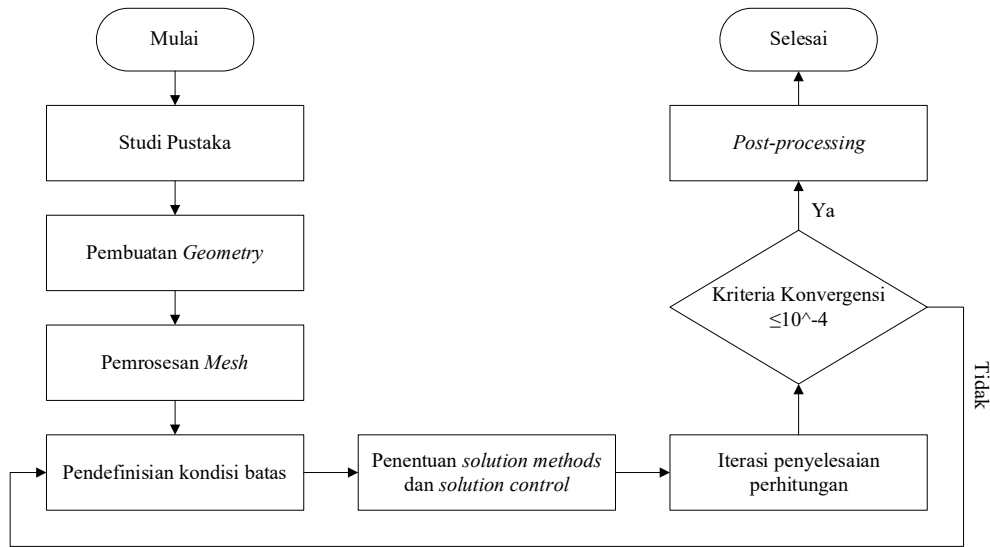 Mulai
Studi Pustaka
Pembuatan Geometry
Pemrosesan Mesh
Pendefinisian kondisi batas
Penentuan solution methods
dan solution control
Iterasi penyelesaian
perhitungan
Kriteria Konvergensi
≤10^-4
Tidak
Ya
Post-processing
Selesai